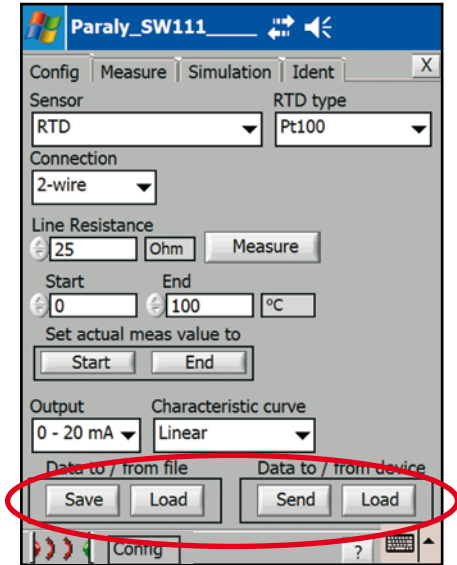 Paraly_SW111_____
Config Measure Simulation Ident X
Sensor RTD type
RTD Pt100
Connection
2-wire
Line Resistance
25 Ohm Measure
Start End
0 100 ºC
Set actual meas value to
Start End
Output Characteristic curve
0 - 20 mA Linear
Data to / from file Data to / from device
Save Load Send Load
Config ?